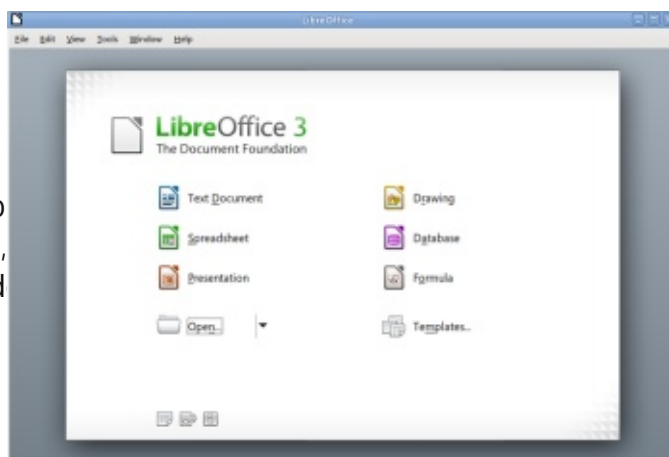 LibreOffice
File Edit View Tools Window Help
LibreOffice 3
The Document Foundation
Text Document
Drawing
Spreadsheet
Database
Presentation
Formula
Open...
Templates...